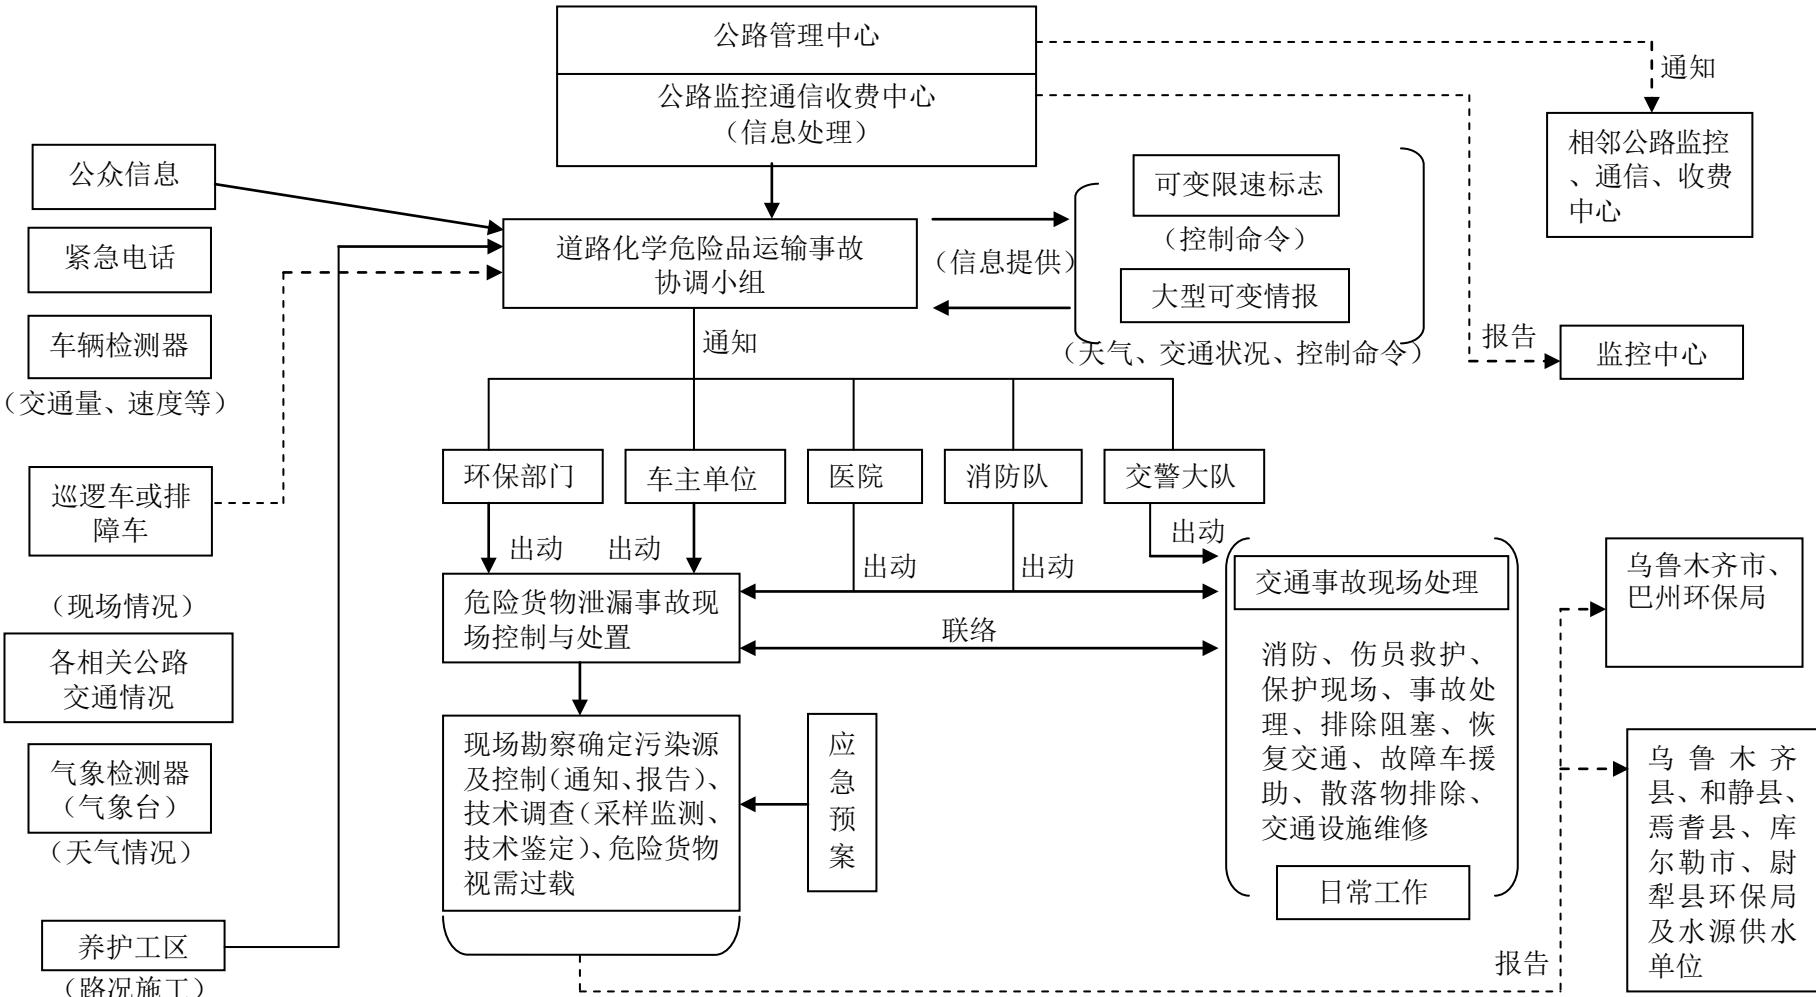 公路管理中心
公路监控通信收费中心
（信息处理）
通知
相邻公路监控
、通信、收费
中心
公众信息
紧急电话
车辆检测器
（交通量、速度等）
巡逻车或排
障车
（现场情况）
各相关公路
交通情况
气象检测器
（气象台）
（天气情况）
养护工区
（路况施工）
道路化学危险品运输事故
协调小组
（信息提供）
可变限速标志
（控制命令）
大型可变情报
（天气、交通状况、控制命令）
报告
监控中心
通知
环保部门
车主单位
医院
消防队
交警大队
出动
出动
出动
出动
出动
危险货物泄漏事故现
场控制与处置
联络
交通事故现场处理
消防、伤员救护、
保护现场、事故处
理、排除阻塞、恢
复交通、故障车援
助、散落物排除、
交通设施维修
日常工作
现场勘察确定污染源
及控制（通知、报告）、
技术调查（采样监测、
技术鉴定）、危险货物
视需过载
应
急
预
案
乌鲁木齐市、
巴州环保局
乌鲁木齐
县、和静县、
焉耆县、库
尔勒市、尉
犁县环保局
及水源供水
单位
报告